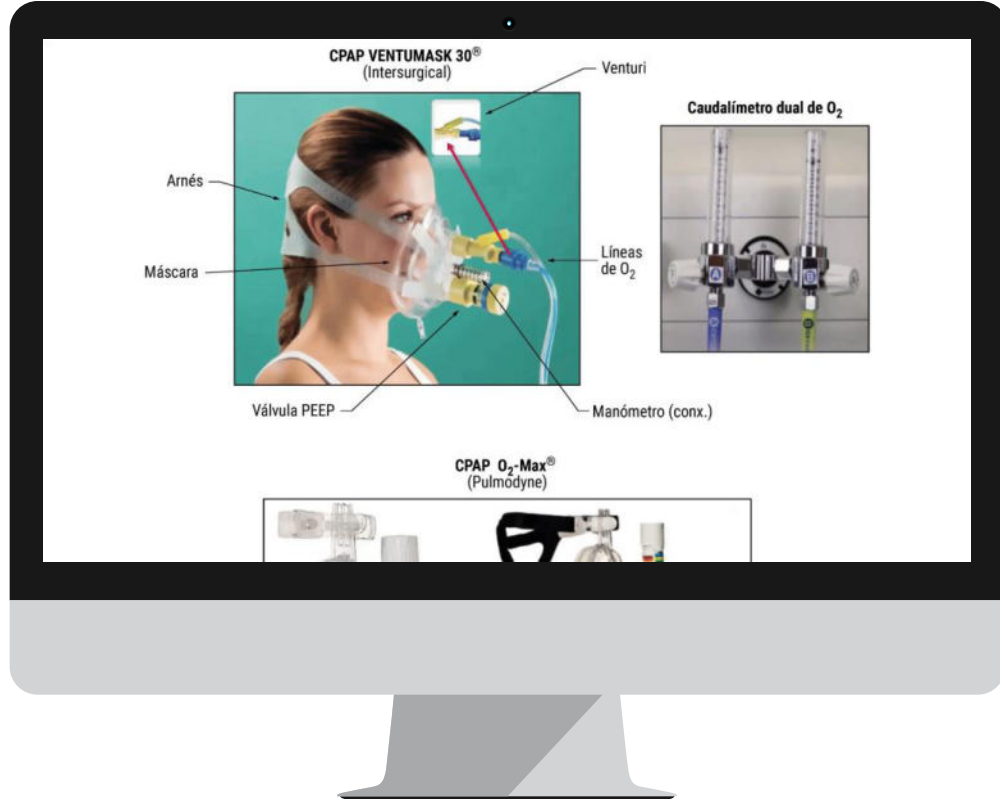 CPAP VENTUMASK 30®
(Intersurgical)
Venturi
Caudalímetro dual de O₂
Arnés
Máscara
Líneas
de O₂
A
B
Válvula PEEP
Manómetro (conx.)
CPAP O₂-Max®
(Pulmodyne)